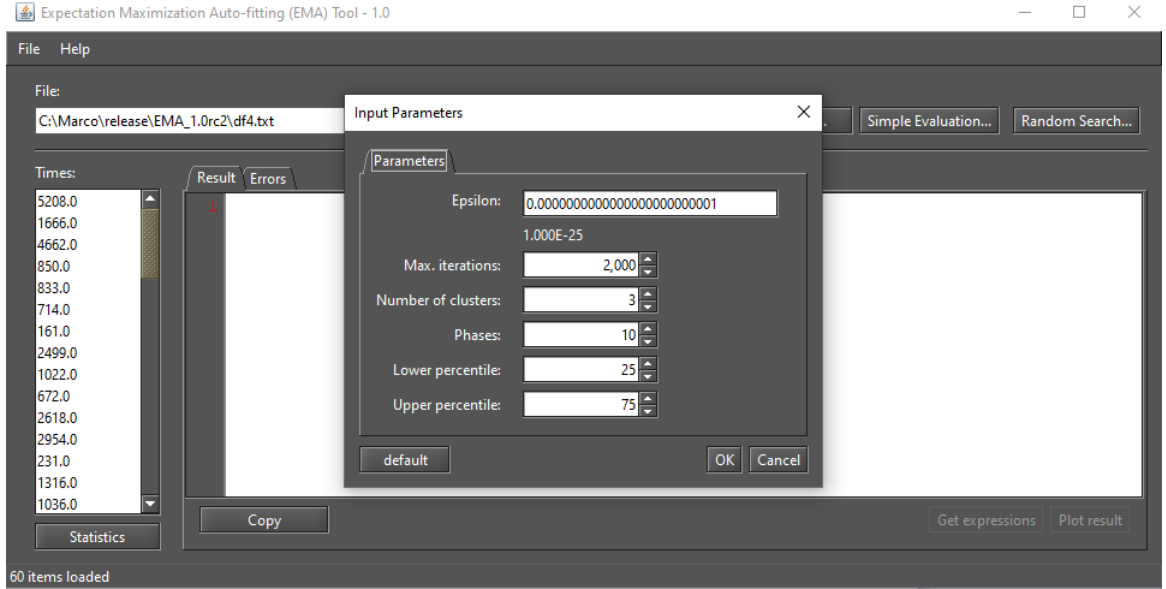 Expectation Maximization Auto-fitting (EMA) Tool - 1.0
File Help
File:
C:\Marco\release\EMA_1.0rc2\df4.txt
Simple Evaluation...
Random Search...
Times:
5208.0
1666.0
4662.0
850.0
833.0
714.0
161.0
2499.0
1022.0
672.0
2618.0
2954.0
231.0
1316.0
1036.0
Statistics
Result Errors
1
Input Parameters
Parameters
Epsilon: 0.0000000000000000000000001
1.000E-25
Max. iterations: 2,000
Number of clusters: 3
Phases: 10
Lower percentile: 25
Upper percentile: 75
default OK Cancel
Copy
Get expressions Plot result
60 items loaded